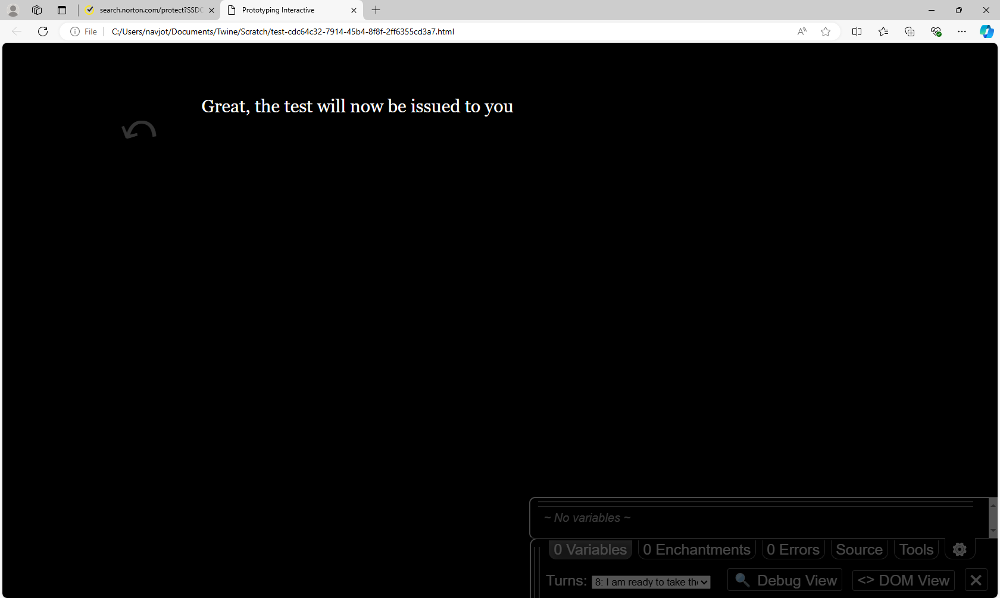 search.norton.com/protect?SSDC
Prototyping Interactive
File
C:/Users/navjot/Documents/Twine/Scratch/test-cdc64c32-7914-45b4-8f8f-2ff6355cd3a7.html
Great, the test will now be issued to you
~ No variables ~
0 Variables 0 Enchantments 0 Errors Source Tools
Turns: 8: I am ready to take the Debug View <> DOM View